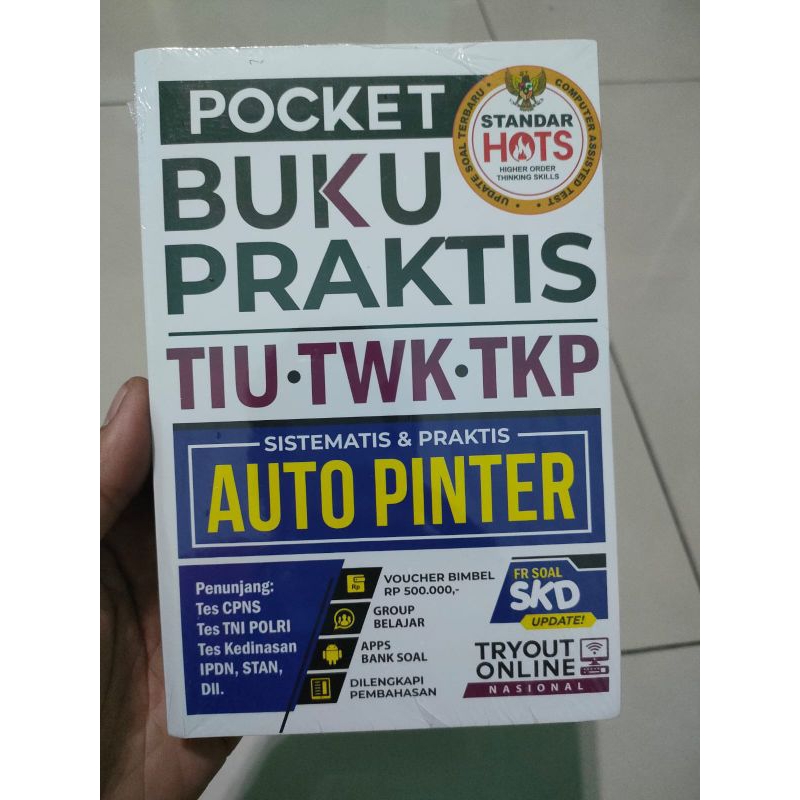 POCKET
BUKU
PRAKTIS
UPDATE SOAL TERBARU • COMPUTER ASSISTED TEST •
STANDAR
HOTS
HIGHER ORDER
THINKING SKILLS
TIU • TWK • TKP
SISTEMATIS & PRAKTIS
AUTO PINTER
Penunjang:
Tes CPNS
Tes TNI POLRI
Tes Kedinasan
IPDN, STAN,
Dll.
Rp
VOUCHER BIMBEL
RP 500.000,-
GROUP
BELAJAR
APPS
BANK SOAL
DILENGKAPI
PEMBAHASAN
FR SOAL
SKD
UPDATE!
TRYOUT
ONLINE
NASIONAL